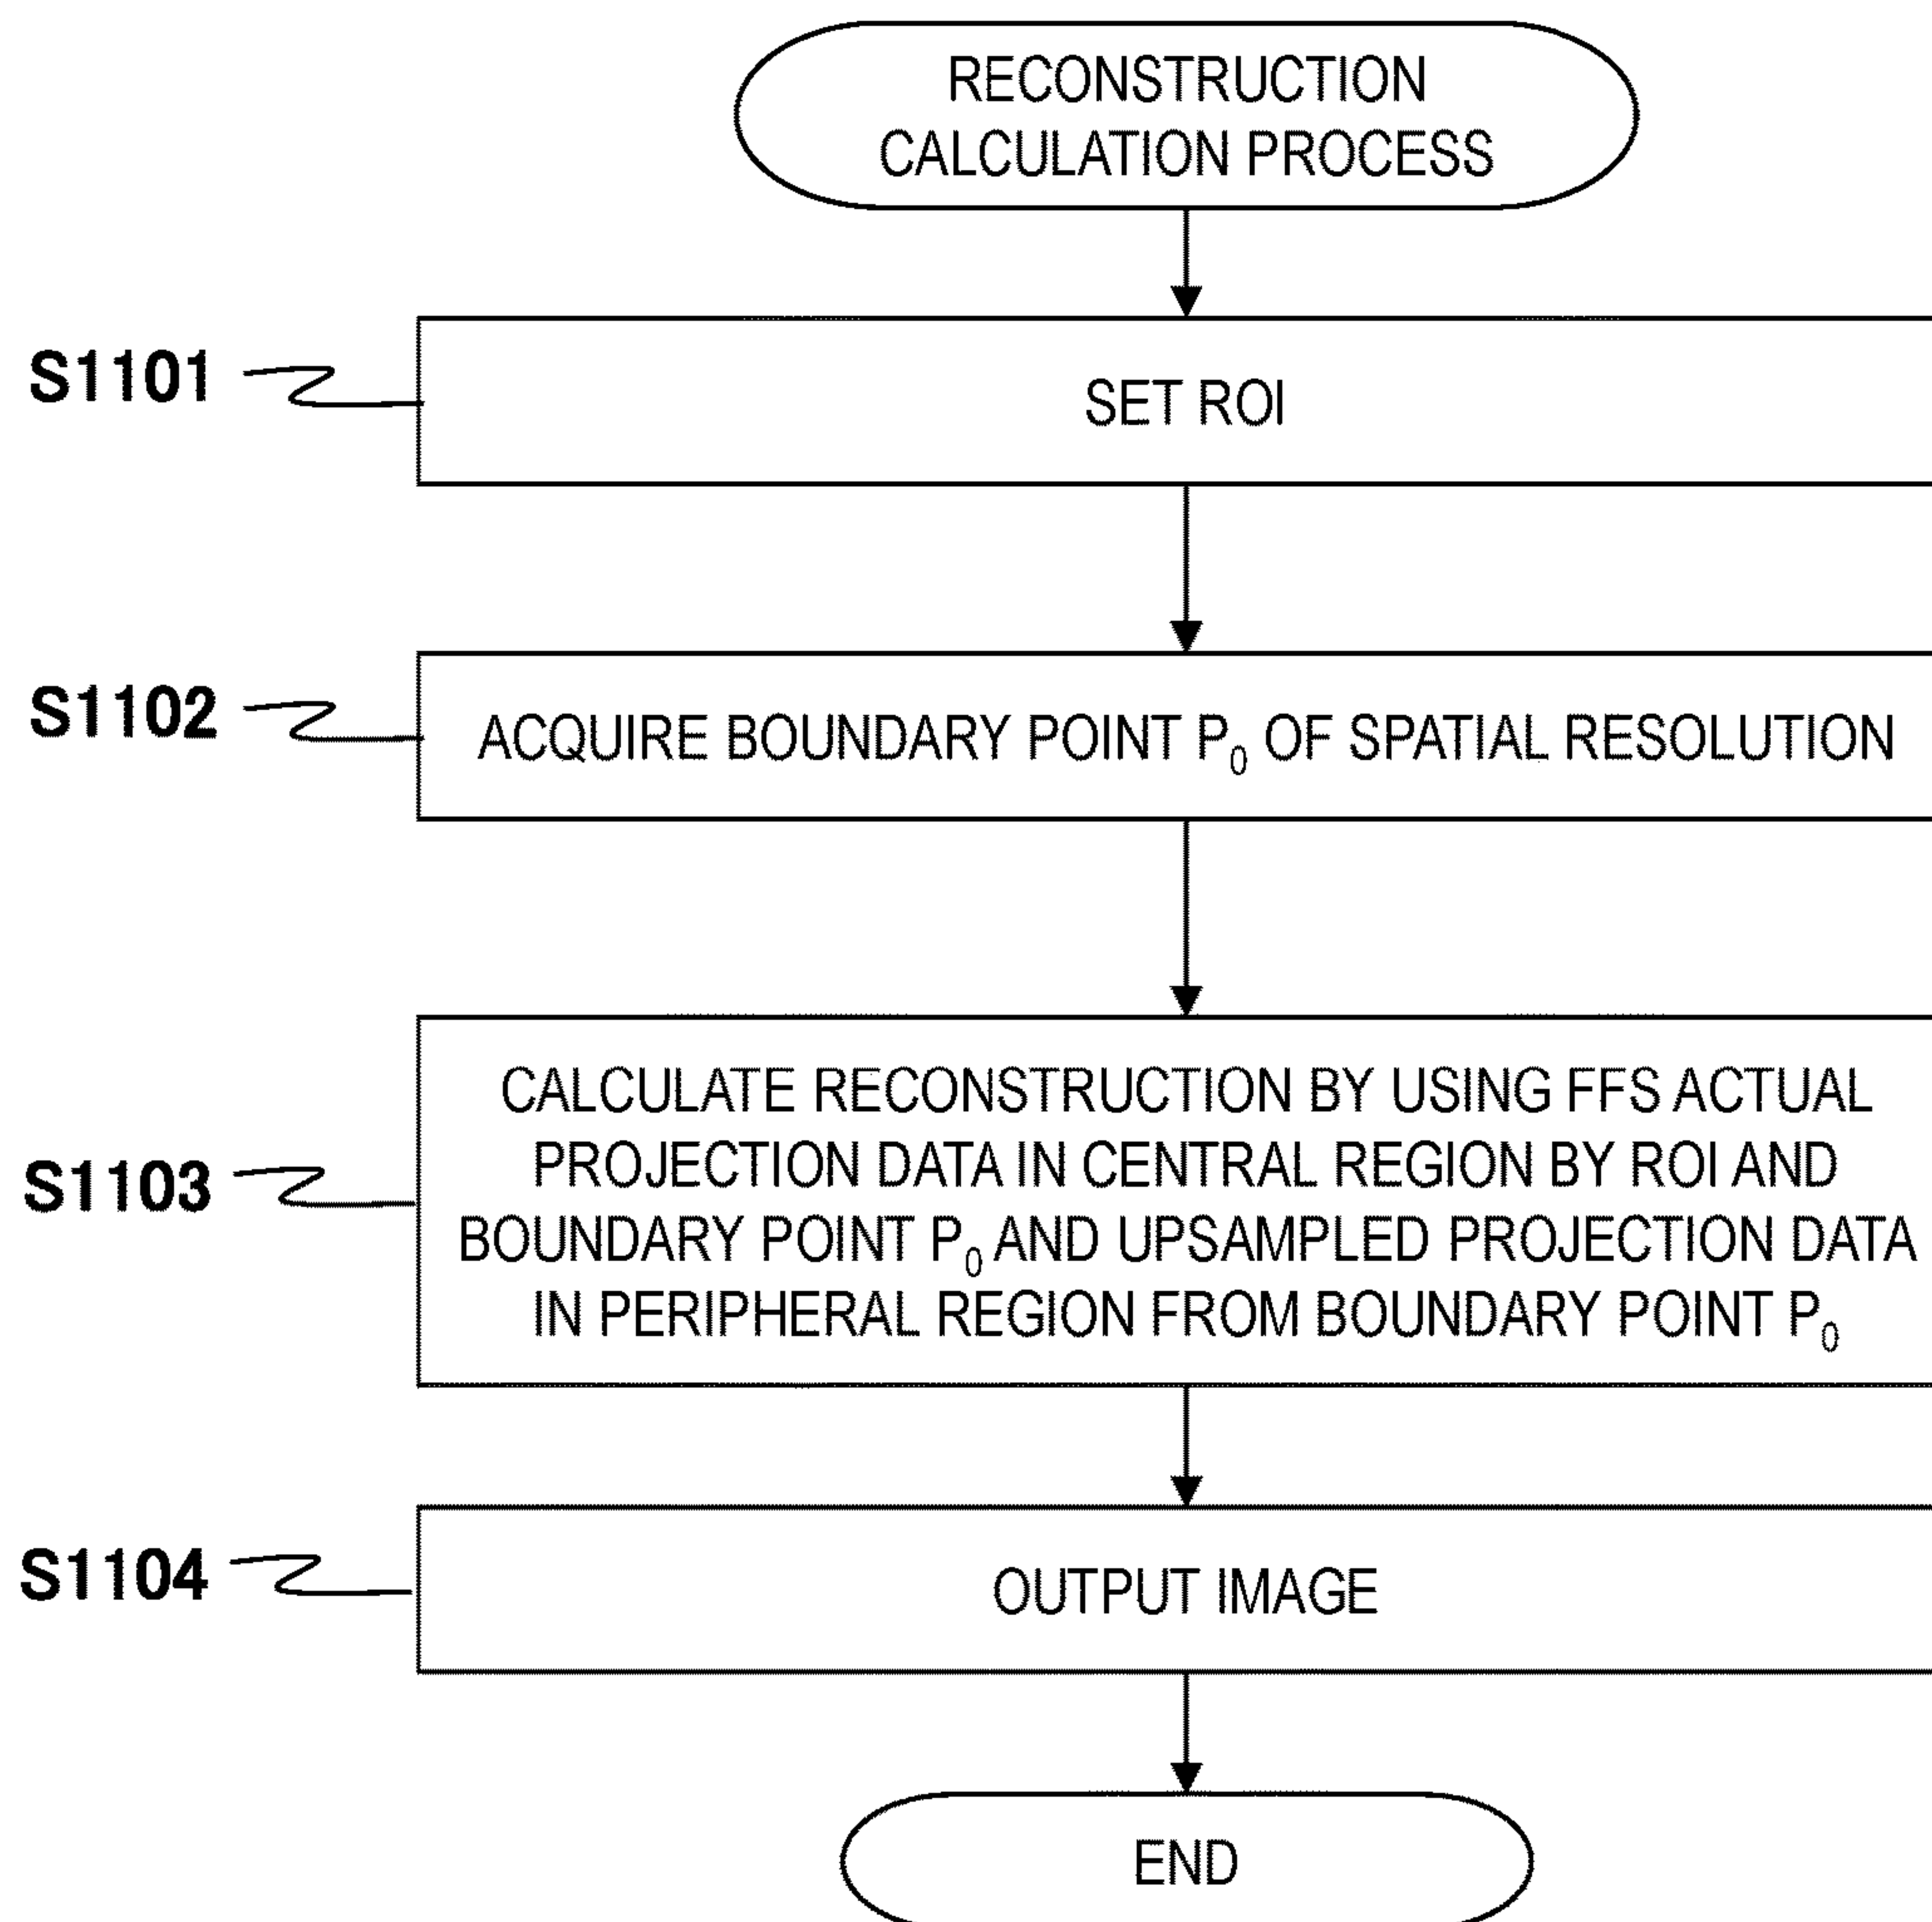 RECONSTRUCTION
CALCULATION PROCESS
S1101
SET ROI
S1102
ACQUIRE BOUNDARY POINT P₀ OF SPATIAL RESOLUTION
S1103
CALCULATE RECONSTRUCTION BY USING FFS ACTUAL
PROJECTION DATA IN CENTRAL REGION BY ROI AND
BOUNDARY POINT P₀ AND UPSAMPLED PROJECTION DATA
IN PERIPHERAL REGION FROM BOUNDARY POINT P₀
S1104
OUTPUT IMAGE
END